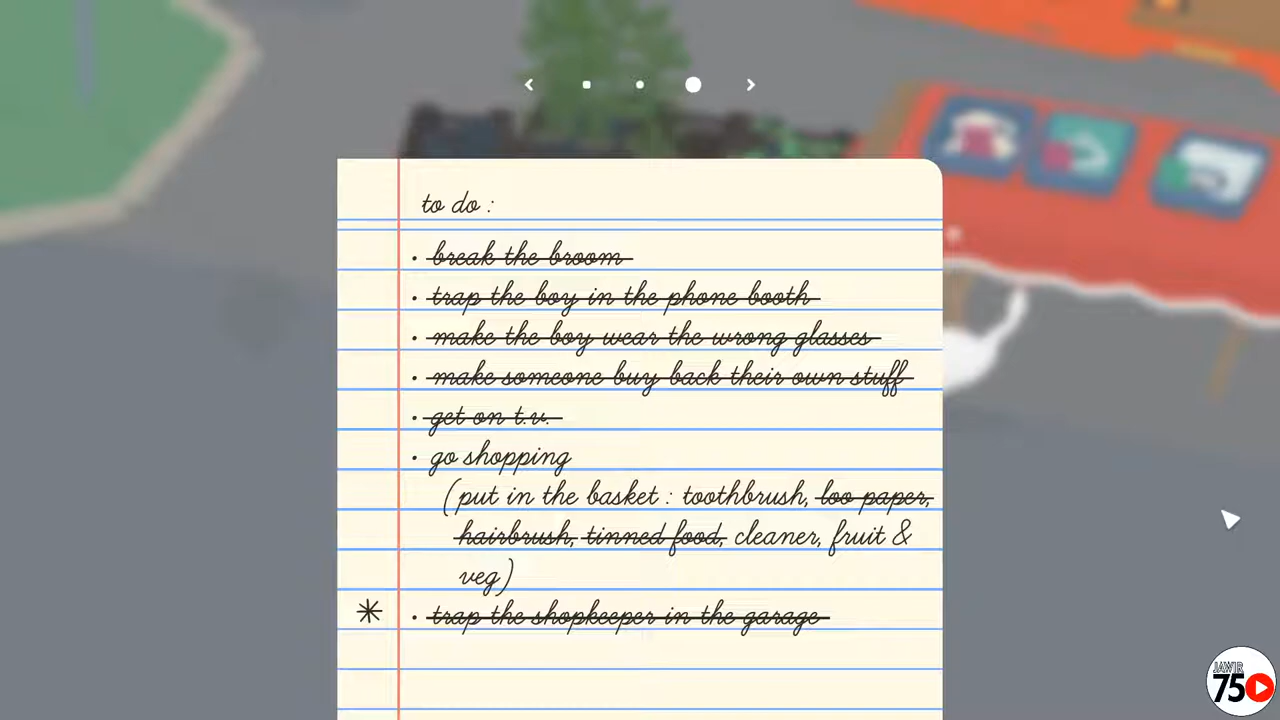 to do :
· break the broom
· trap the boy in the phone booth
· make the boy wear the wrong glasses
· make someone buy back their own stuff
· get on t.v.
· go shopping
(put in the basket : toothbrush, loo paper,
hairbrush, tinned food, cleaner, fruit &
veg)
· trap the shopkeeper in the garage
JAWIR
75